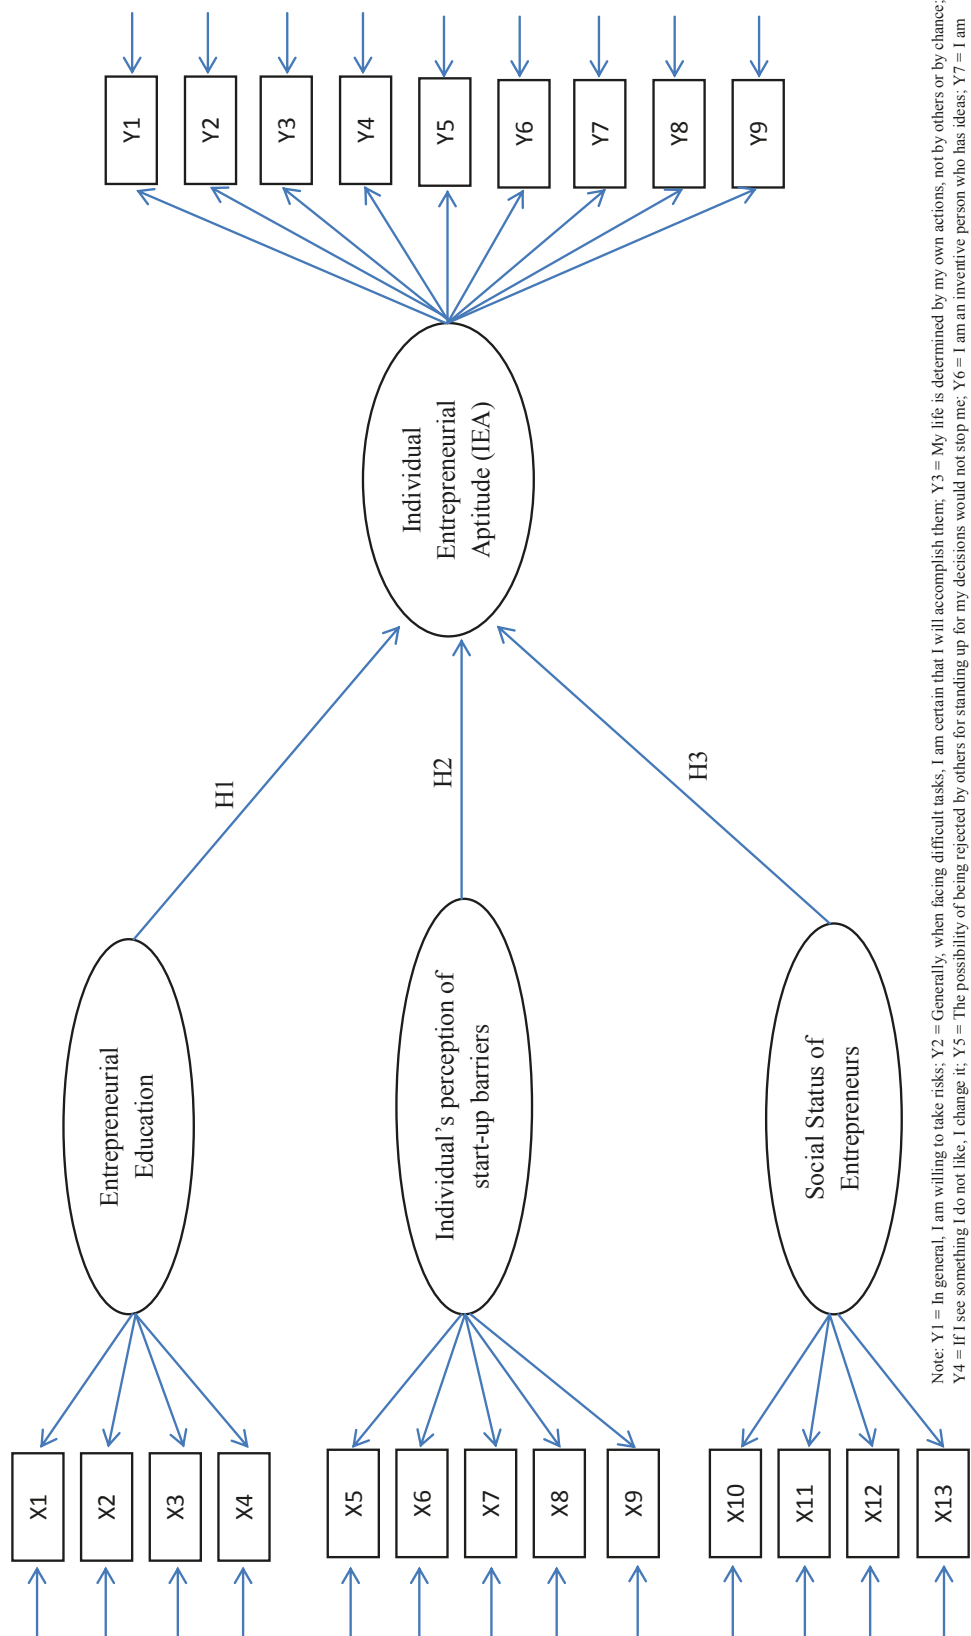 X1
X2
X3
X4
X5
X6
X7
X8
X9
X10
X11
X12
X13
Entrepreneurial
Education
Individual’s perception of
start-up barriers
Social Status of
Entrepreneurs
H1
H2
H3
Individual
Entrepreneurial
Aptitude (IEA)
Y1
Y2
Y3
Y4
Y5
Y6
Y7
Y8
Y9
Note: Y1 = In general, I am willing to take risks; Y2 = Generally, when facing difficult tasks, I am certain that I will accomplish them; Y3 = My life is determined by my own actions, not by others or by chance;
Y4 = If I see something I do not like, I change it; Y5 = The possibility of being rejected by others for standing up for my decisions would not stop me; Y6 = I am an inventive person who has ideas; Y7 = I am